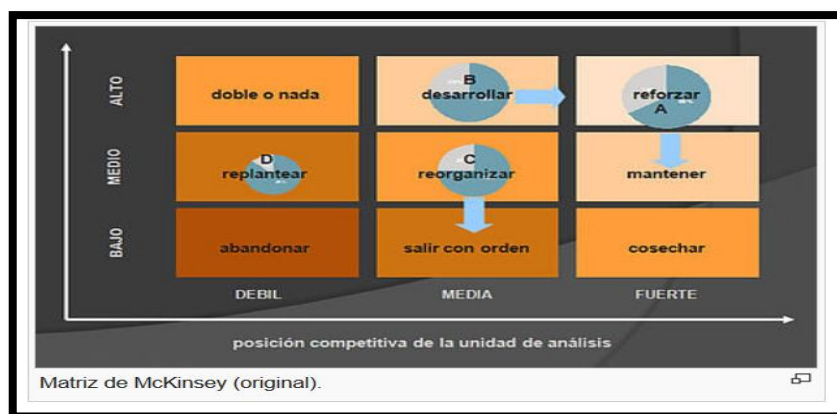 ALTO
doble o nada
B
desarrollar
reforzar
A
MEDIO
D
replantear
C
reorganizar
mantener
BAJO
abandonar
salir con orden
cosechar
DEBIL
MEDIA
FUERTE
posición competitiva de la unidad de análisis
Matriz de McKinsey (original).